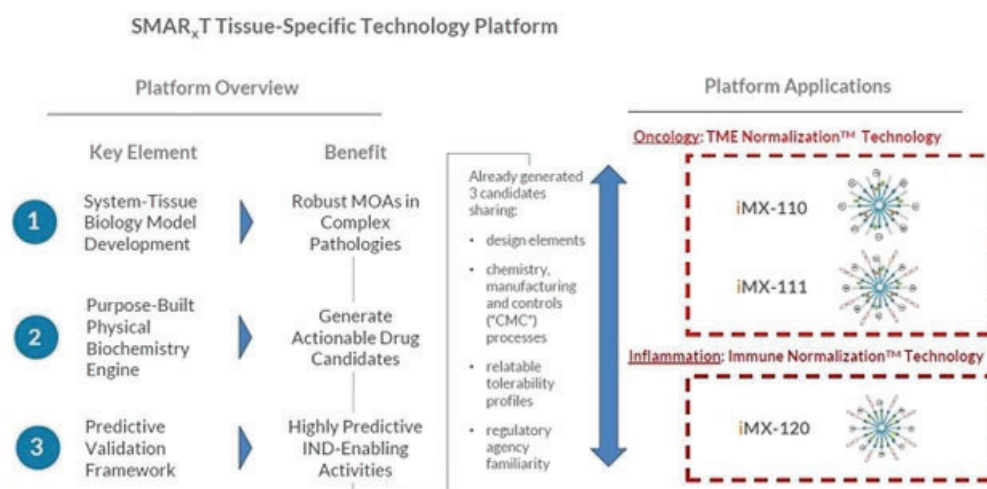 SMARxT Tissue-Specific Technology Platform
Platform Overview
Key Element
Benefit
1
System-Tissue
Biology Model
Development
Robust MOAs in
Complex
Pathologies
2
Purpose-Built
Physical
Biochemistry
Engine
Generate
Actionable Drug
Candidates
3
Predictive
Validation
Framework
Highly Predictive
IND-Enabling
Activities
Already generated
3 candidates
sharing:
• design elements
• chemistry,
manufacturing
and controls
("CMC")
processes
• relatable
tolerability
profiles
• regulatory
agency
familiarity
Platform Applications
Oncology: TME Normalization™ Technology
iMX-110
iMX-111
Inflammation: Immune Normalization™ Technology
iMX-120